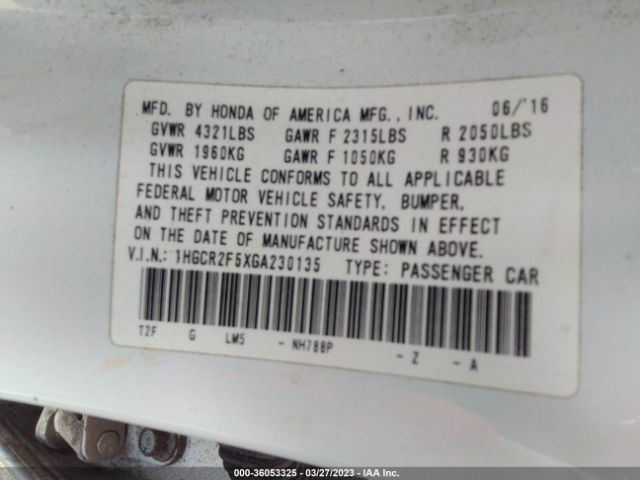 MFD. BY HONDA OF AMERICA MFG., INC. 06/'16
GVWR 4321LBS GAWR F 2315LBS R 2050LBS
GVWR 1960KG GAWR F 1050KG R 930KG
THIS VEHICLE CONFORMS TO ALL APPLICABLE
FEDERAL MOTOR VEHICLE SAFETY, BUMPER,
AND THEFT PREVENTION STANDARDS IN EFFECT
ON THE DATE OF MANUFACTURE SHOWN ABOVE.
V.I.N.: 1HGCR2F5XGA230135 TYPE: PASSENGER CAR
T2F G LM5 - NH788P - Z - A
000-36053325 - 03/27/2023 - IAA Inc.